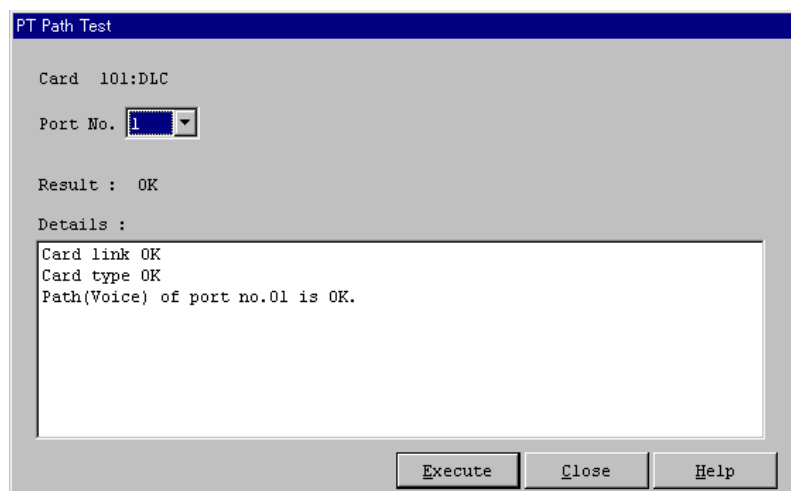 PT Path Test
Card 101:DLC
Port No. 1
Result : OK
Details :
Card link OK
Card type OK
Path(Voice) of port no.01 is OK.
Execute Close Help